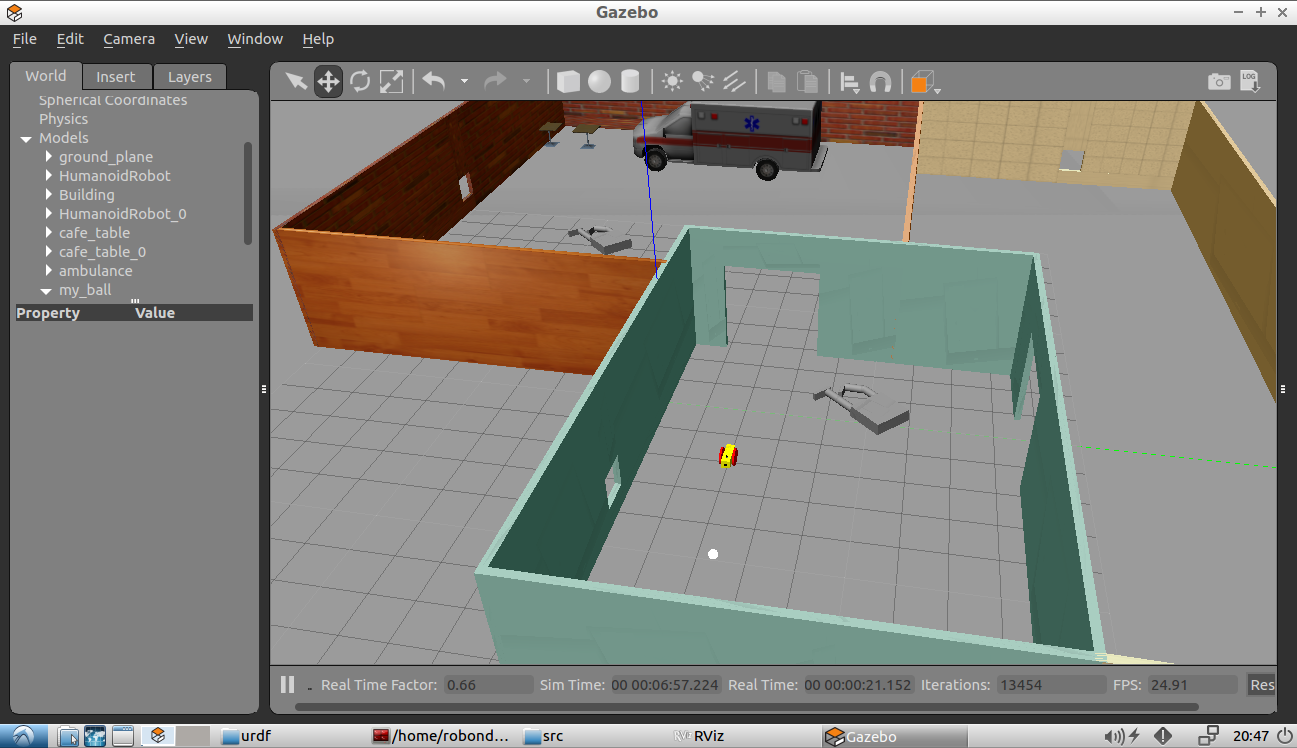 Gazebo
File Edit Camera View Window Help
World Insert Layers
Spherical Coordinates
Physics
Models
ground_plane
HumanoidRobot
Building
HumanoidRobot_0
cafe_table
cafe_table_0
ambulance
my_ball
Property Value
LOG
Real Time Factor: 0.66 Sim Time: 00 00:06:57.224 Real Time: 00 00:00:21.152 Iterations: 13454 FPS: 24.91 Res
urdf /home/robond... src RViz RViz Gazebo 20:47